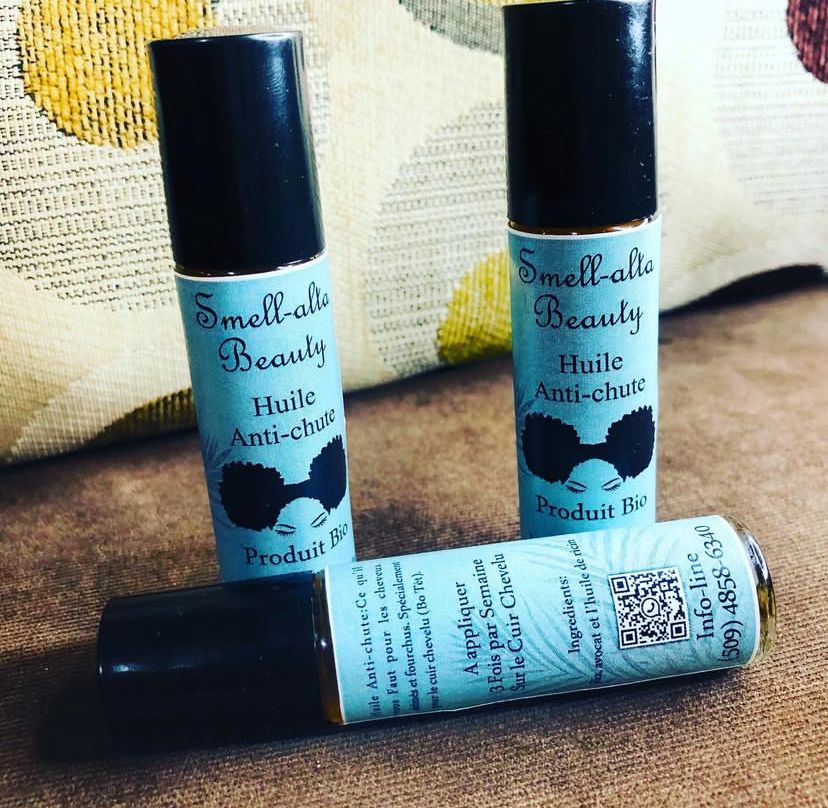 Smell-alta
Beauty
Huile
Anti-chute
Produit Bio
Smell-alta
Beauty
Huile
Anti-chute
Produit Bio
Anti-chute: Ce qu'il
Faut pour les cheveux
et fourchus. Spécialement
le cuir chevelu (Bo Tèt).
A appliquer
3 Fois par Semaine
Sur le Cuir Chevelu
Ingredients:
avocat et l'huile de ricin
Info-line
(509) 4858-6340